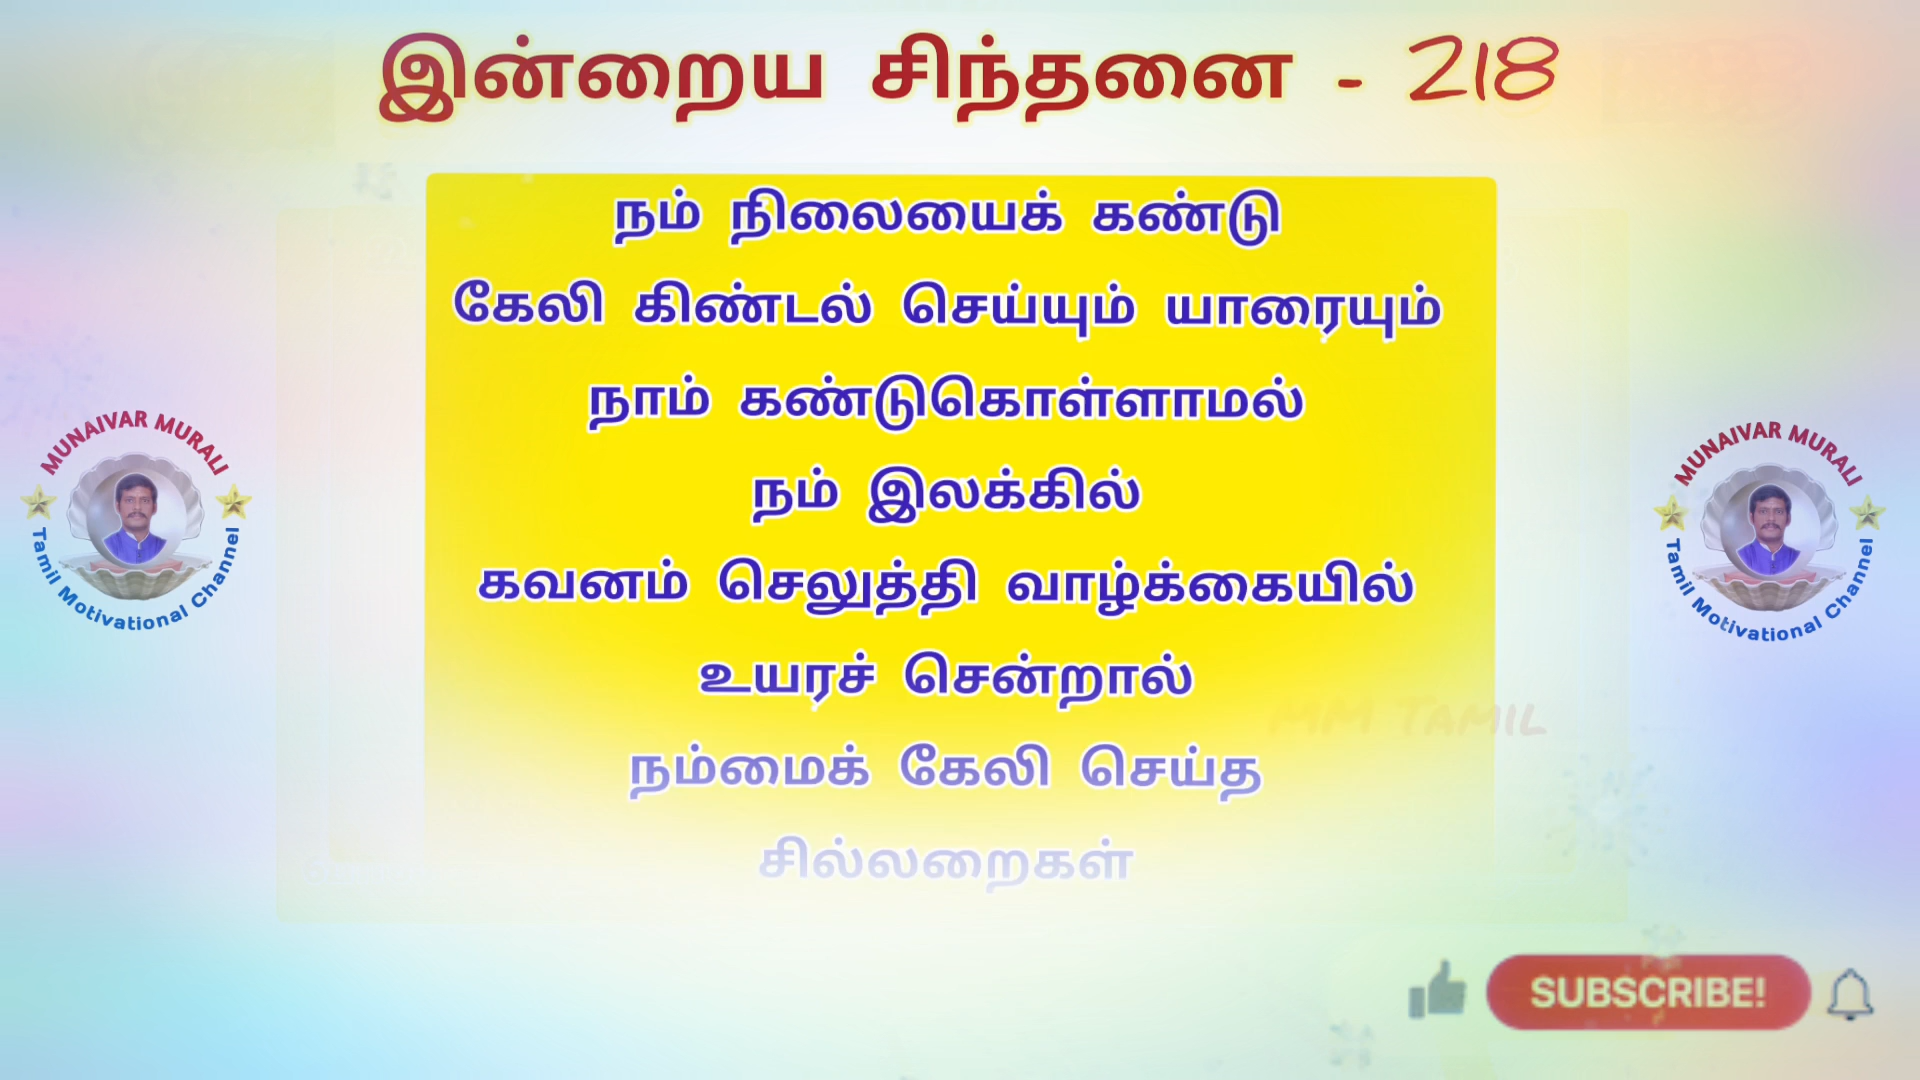 இன்றைய சிந்தனை - 218
நம் நிலையைக் கண்டு
கேலி கிண்டல் செய்யும் யாரையும்
நாம் கண்டுகொள்ளாமல்
நம் இலக்கில்
கவனம் செலுத்தி வாழ்க்கையில்
உயரச் சென்றால்
நம்மைக் கேலி செய்த
சில்லறைகள்
MUNAIVAR MURALI
Tamil Motivational Channel
MUNAIVAR MURALI
Tamil Motivational Channel
MM TAMIL
SUBSCRIBE!